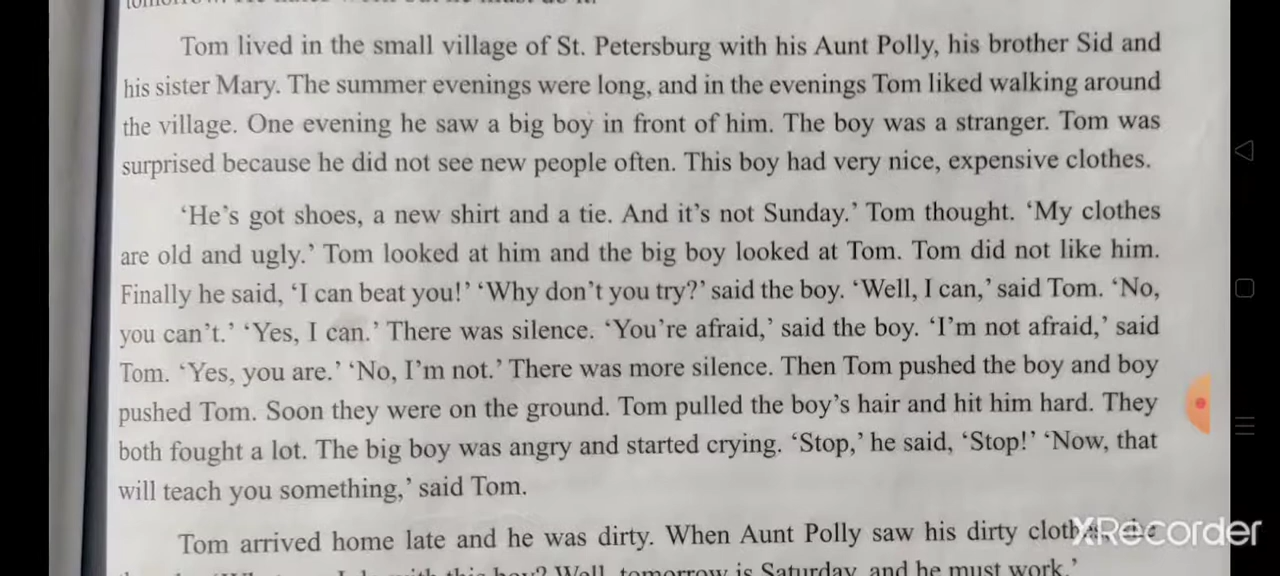 Tom lived in the small village of St. Petersburg with his Aunt Polly, his brother Sid and
his sister Mary. The summer evenings were long, and in the evenings Tom liked walking around
the village. One evening he saw a big boy in front of him. The boy was a stranger. Tom was
surprised because he did not see new people often. This boy had very nice, expensive clothes.
‘He’s got shoes, a new shirt and a tie. And it’s not Sunday.’ Tom thought. ‘My clothes
are old and ugly.’ Tom looked at him and the big boy looked at Tom. Tom did not like him.
Finally he said, ‘I can beat you!’ ‘Why don’t you try?’ said the boy. ‘Well, I can,’ said Tom. ‘No,
you can’t.’ ‘Yes, I can.’ There was silence. ‘You’re afraid,’ said the boy. ‘I’m not afraid,’ said
Tom. ‘Yes, you are.’ ‘No, I’m not.’ There was more silence. Then Tom pushed the boy and boy
pushed Tom. Soon they were on the ground. Tom pulled the boy’s hair and hit him hard. They
both fought a lot. The big boy was angry and started crying. ‘Stop,’ he said, ‘Stop!’ ‘Now, that
will teach you something,’ said Tom.
Tom arrived home late and he was dirty. When Aunt Polly saw his dirty
with this boy? Well, tomorrow is Saturday, and he must work.’
XRecorder